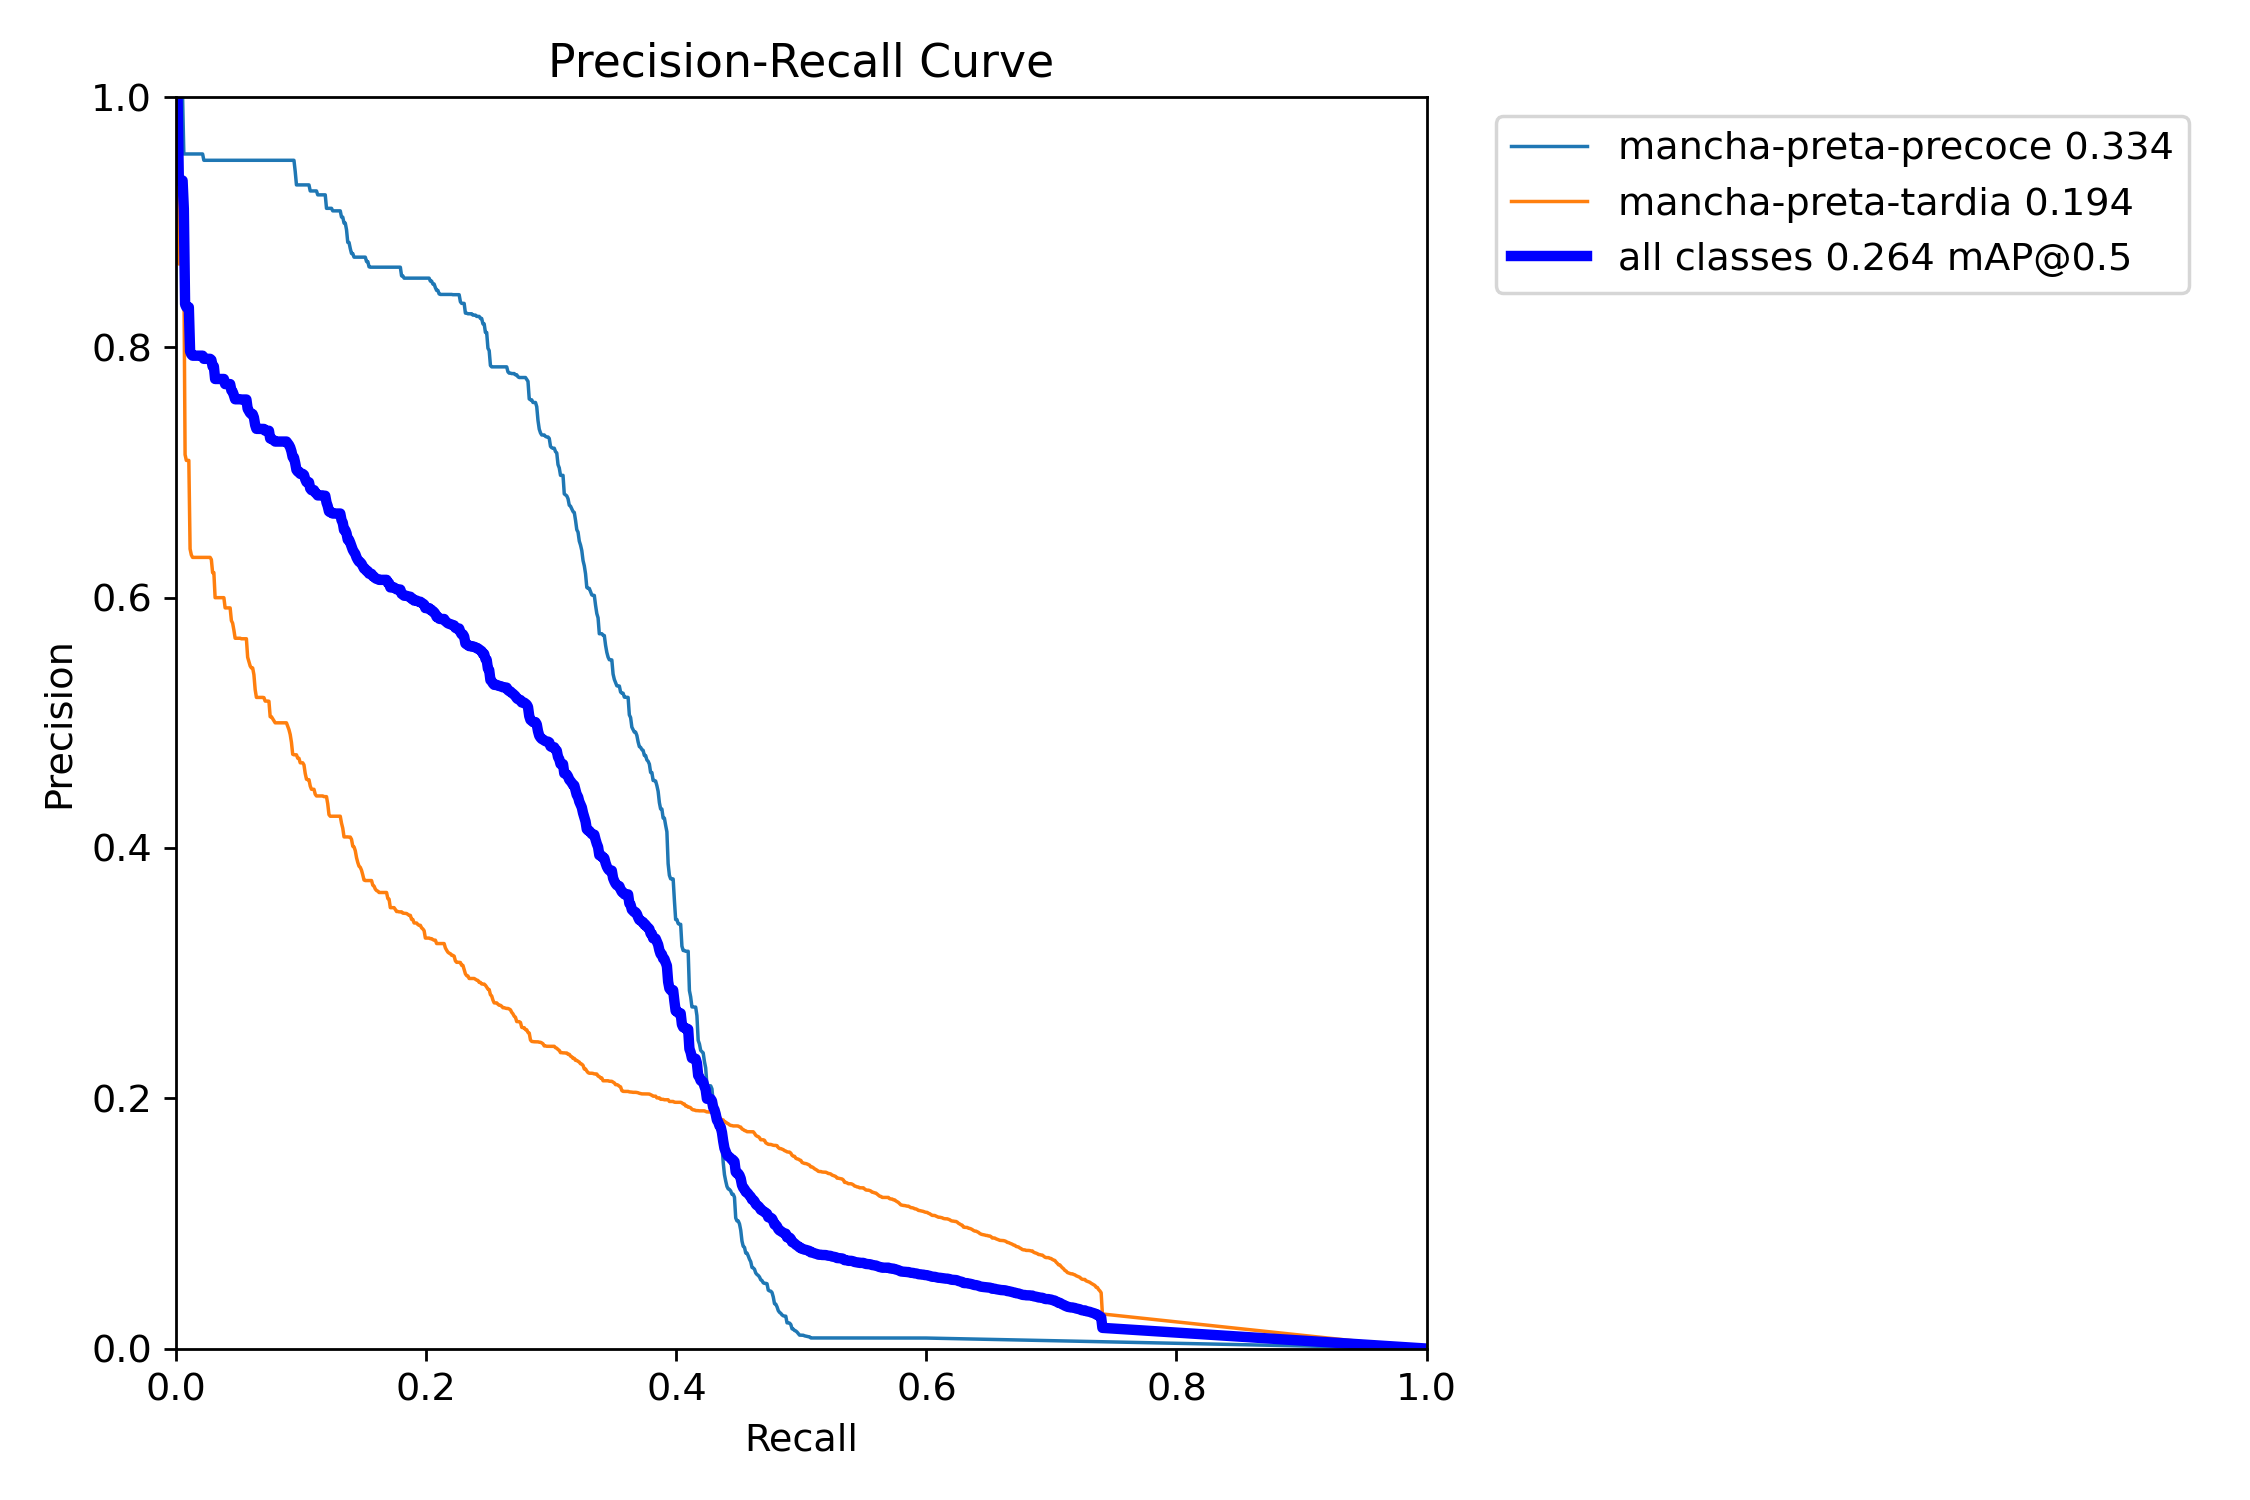 Precision-Recall Curve
1.0
0.8
0.6
0.4
0.2
0.0
Precision
0.0 0.2 0.4 0.6 0.8 1.0
Recall
mancha-preta-precoce 0.334
mancha-preta-tardia 0.194
all classes 0.264 mAP@0.5